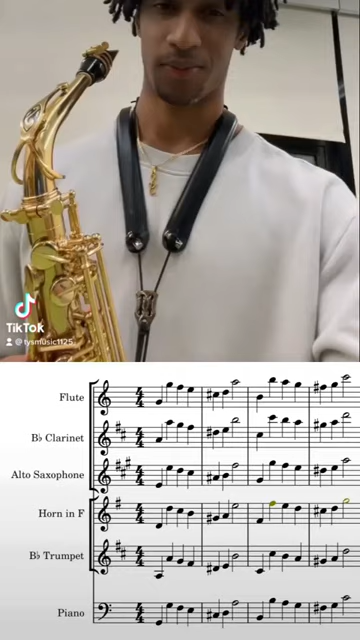 TikTok
@tysmusic1125
Flute
B♭ Clarinet
Alto Saxophone
Horn in F
B♭ Trumpet
Piano